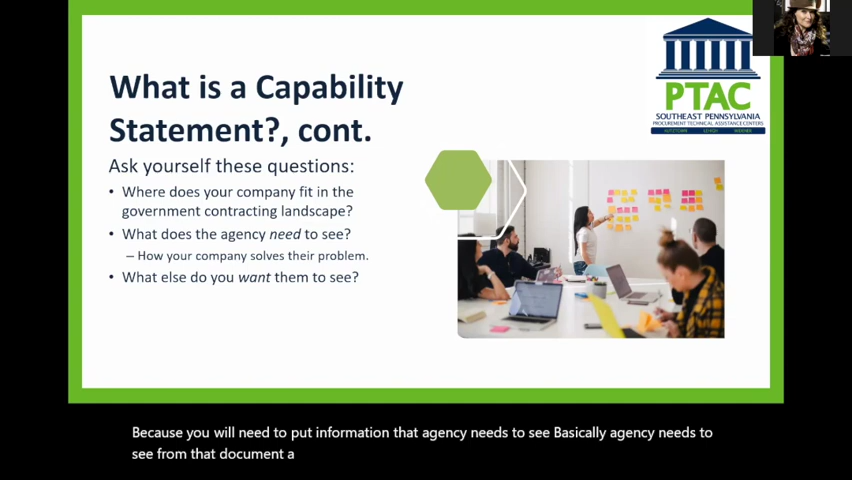 What is a Capability
Statement?, cont.
Ask yourself these questions:
• Where does your company fit in the
government contracting landscape?
• What does the agency need to see?
– How your company solves their problem.
• What else do you want them to see?
PTAC
SOUTHEAST PENNSYLVANIA
PROCUREMENT TECHNICAL ASSISTANCE CENTERS
Because you will need to put information that agency needs to see Basically agency needs to
see from that document a